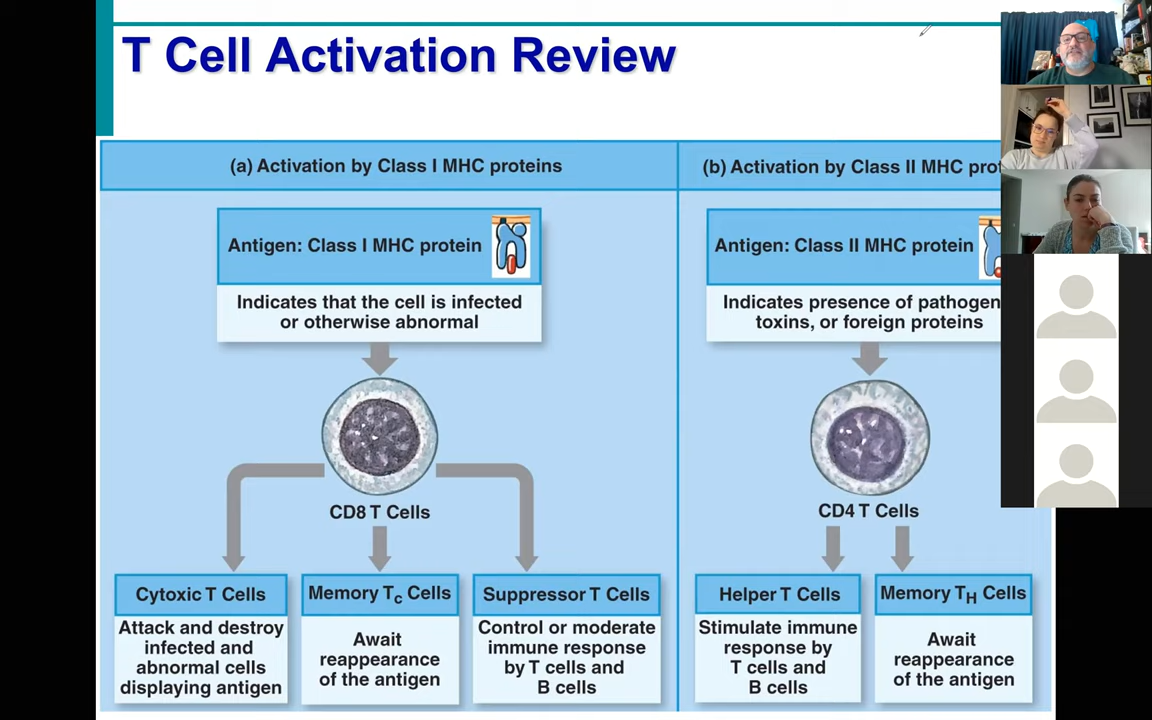 T Cell Activation Review
(a) Activation by Class I MHC proteins
(b) Activation by Class II MHC
Antigen: Class I MHC protein
Indicates that the cell is infected
or otherwise abnormal
CD8 T Cells
Cytoxic T Cells
Attack and destroy
infected and
abnormal cells
displaying antigen
Memory Tc Cells
Await
reappearance
of the antigen
Suppressor T Cells
Control or moderate
immune response
by T cells and
B cells
Antigen: Class II MHC protein
Indicates presence of pathogen
toxins, or foreign proteins
CD4 T Cells
Helper T Cells
Stimulate immune
response by
T cells and
B cells
Memory TH Cells
Await
reappearance
of the antigen